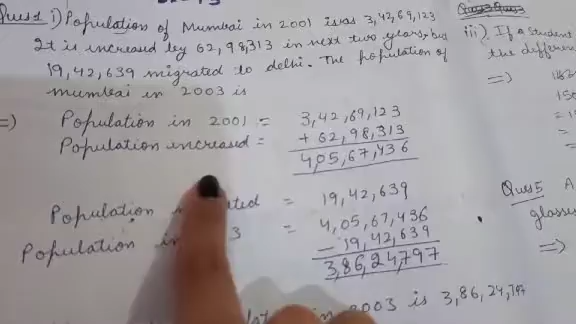 Ques 1 i) Population of Mumbai in 2001 was 3,42,69,123
It is increased by 62,98,313 in next two years, but
19,42,639 migrated to delhi. The population of
mumbai in 2003 is
=) Population in 2001 = 3,42,69,123
Population increased = + 62,98,313
4,05,67,436
Population = 19,42,639
Population in 3 = 4,05,67,436
- 19,42,639
3,86,24,797
in 2003 is 3,86,24,797
iii) If a student
the differen
=)
150
Ques 5 A
glasses
=)